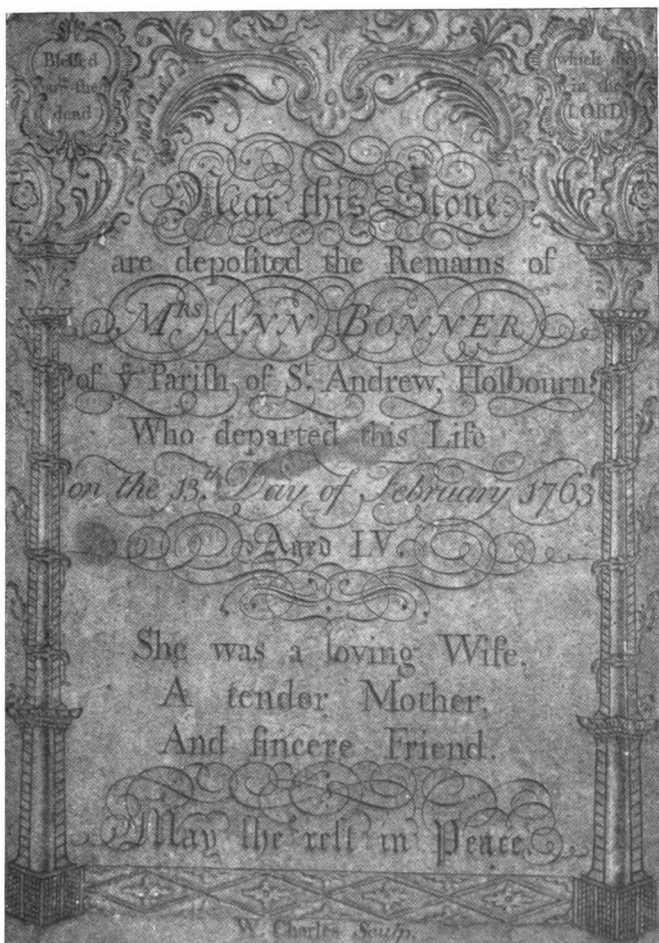 Blessed
are the
dead
which die
in the
LORD
Near this Stone
are deposited the Remains of
Mrs. ANN BONNER
of ye Parish of St. Andrew, Holbourn,
Who departed this Life
on the 13.th Day of February 1763
Aged LV.
She was a loving Wife,
A tender Mother,
And sincere Friend.
May she rest in Peace.
W. Charles Sculp.